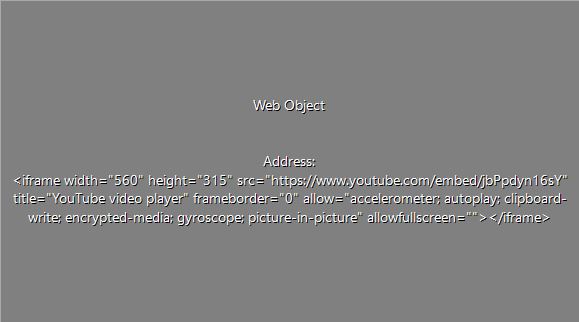 Web Object
Address:
<iframe width="560" height="315" src="https://www.youtube.com/embed/jbPpdyn16sY"
title="YouTube video player" frameborder="0" allow="accelerometer; autoplay; clipboard-
write; encrypted-media; gyroscope; picture-in-picture" allowfullscreen=""></iframe>